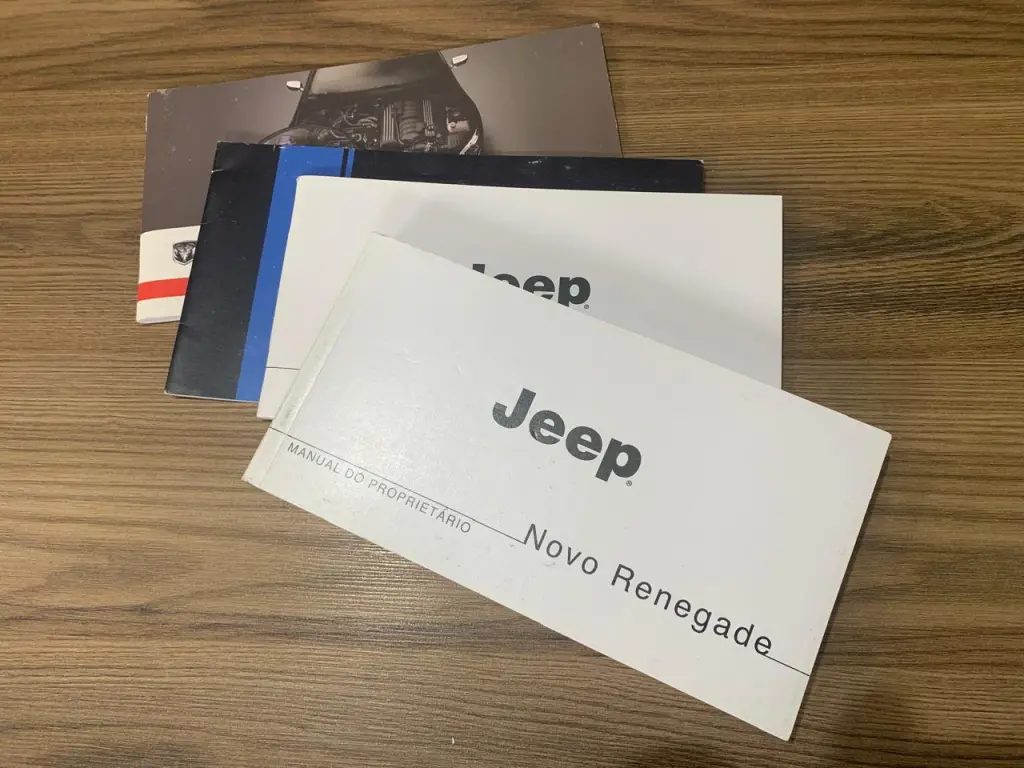 Jeep
Jeep
MANUAL DO PROPRIETÁRIO
Novo Renegade